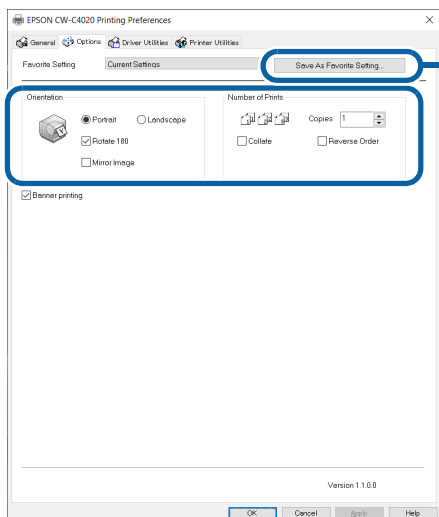 EPSON CW-C4020 Printing Preferences
General Options Driver Utilities Printer Utilities
Favorite Setting Current Settings Save As Favorite Setting...
Orientation
Portrait Landscape
Rotate 180
Mirror Image
Number of Prints
Copies 1
Collate Reverse Order
Banner printing
Version 1.1.0.0
OK Cancel Apply Help